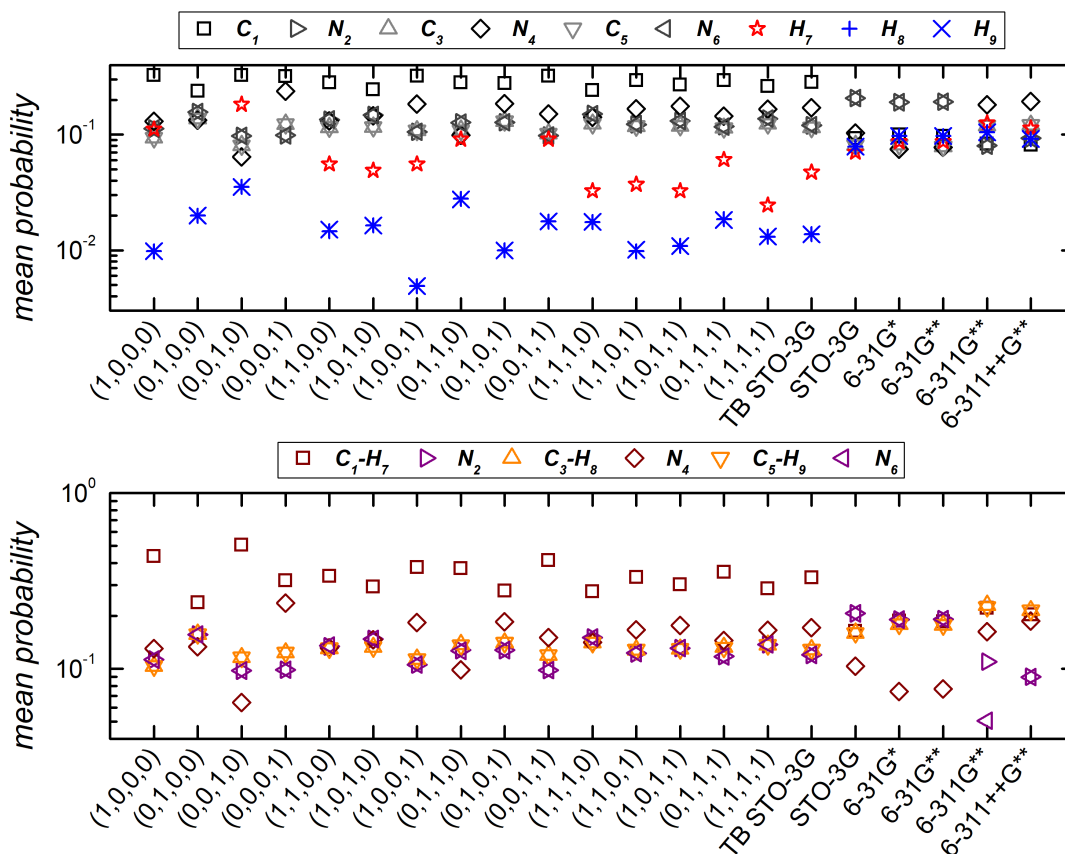 C1 N2 C3 N4 C5 N6 H7 H8 H9
mean probability
10^-1
10^-2
(1,0,0,0) (0,1,0,0) (0,0,1,0) (0,0,0,1) (1,1,0,0) (1,0,1,0) (1,0,0,1) (0,1,1,0) (0,1,0,1) (0,0,1,1) (1,1,1,0) (1,1,0,1) (1,0,1,1) (0,1,1,1) (1,1,1,1) TB STO-3G STO-3G 6-31G* 6-31G** 6-311G** 6-311++G**
C1-H7 N2 C3-H8 N4 C5-H9 N6
mean probability
10^0
10^-1
(1,0,0,0) (0,1,0,0) (0,0,1,0) (0,0,0,1) (1,1,0,0) (1,0,1,0) (1,0,0,1) (0,1,1,0) (0,1,0,1) (0,0,1,1) (1,1,1,0) (1,1,0,1) (1,0,1,1) (0,1,1,1) (1,1,1,1) TB STO-3G STO-3G 6-31G* 6-31G** 6-311G** 6-311++G**